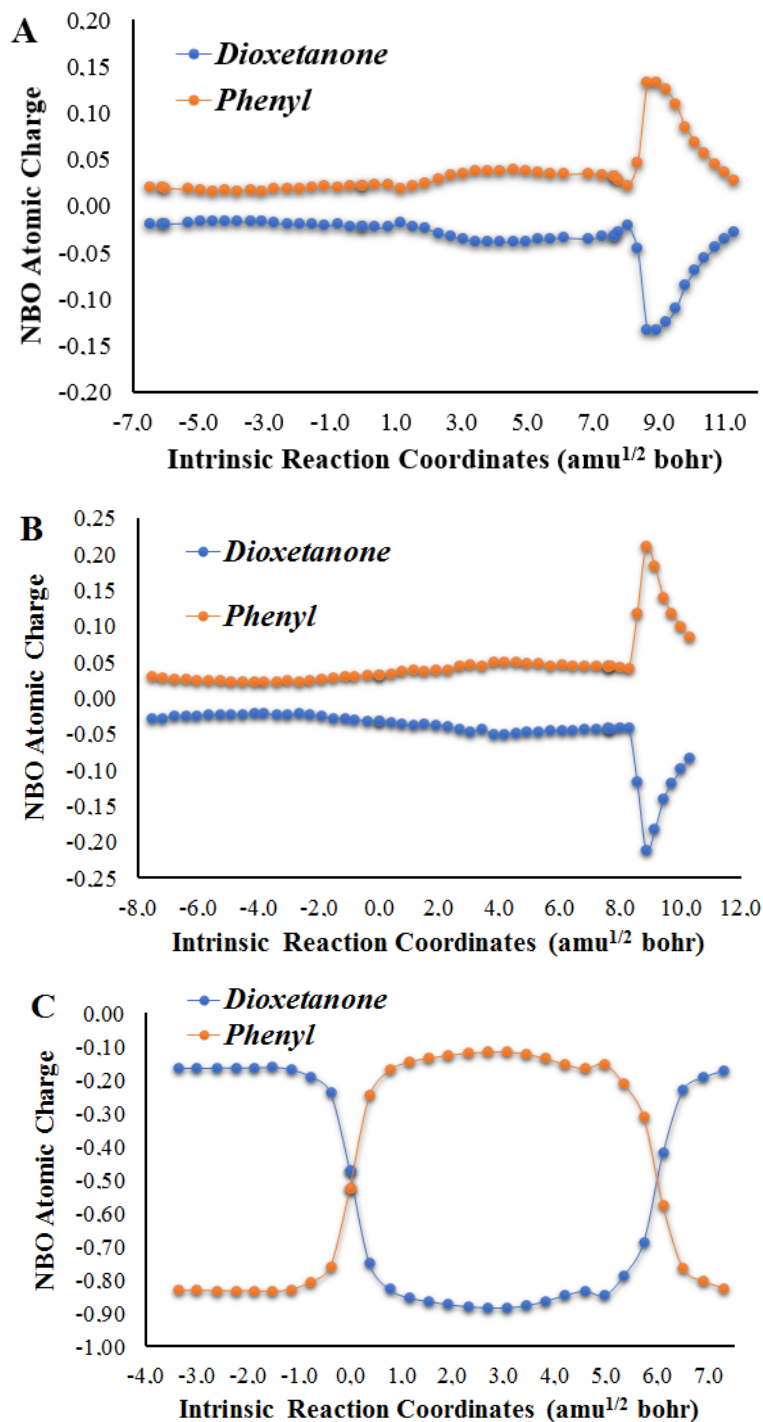 A
Dioxetanone
Phenyl
NBO Atomic Charge
0,20
0,15
0,10
0,05
0,00
-0,05
-0,10
-0,15
-0,20
-7,0 -5,0 -3,0 -1,0 1,0 3,0 5,0 7,0 9,0 11,0
Intrinsic Reaction Coordinates (amu1/2 bohr)
B
Dioxetanone
Phenyl
NBO Atomic Charge
0,25
0,20
0,15
0,10
0,05
0,00
-0,05
-0,10
-0,15
-0,20
-0,25
-8,0 -6,0 -4,0 -2,0 0,0 2,0 4,0 6,0 8,0 10,0 12,0
Intrinsic Reaction Coordinates (amu1/2 bohr)
C
Dioxetanone
Phenyl
NBO Atomic Charge
0,00
-0,10
-0,20
-0,30
-0,40
-0,50
-0,60
-0,70
-0,80
-0,90
-1,00
-4,0 -3,0 -2,0 -1,0 0,0 1,0 2,0 3,0 4,0 5,0 6,0 7,0
Intrinsic Reaction Coordinates (amu1/2 bohr)